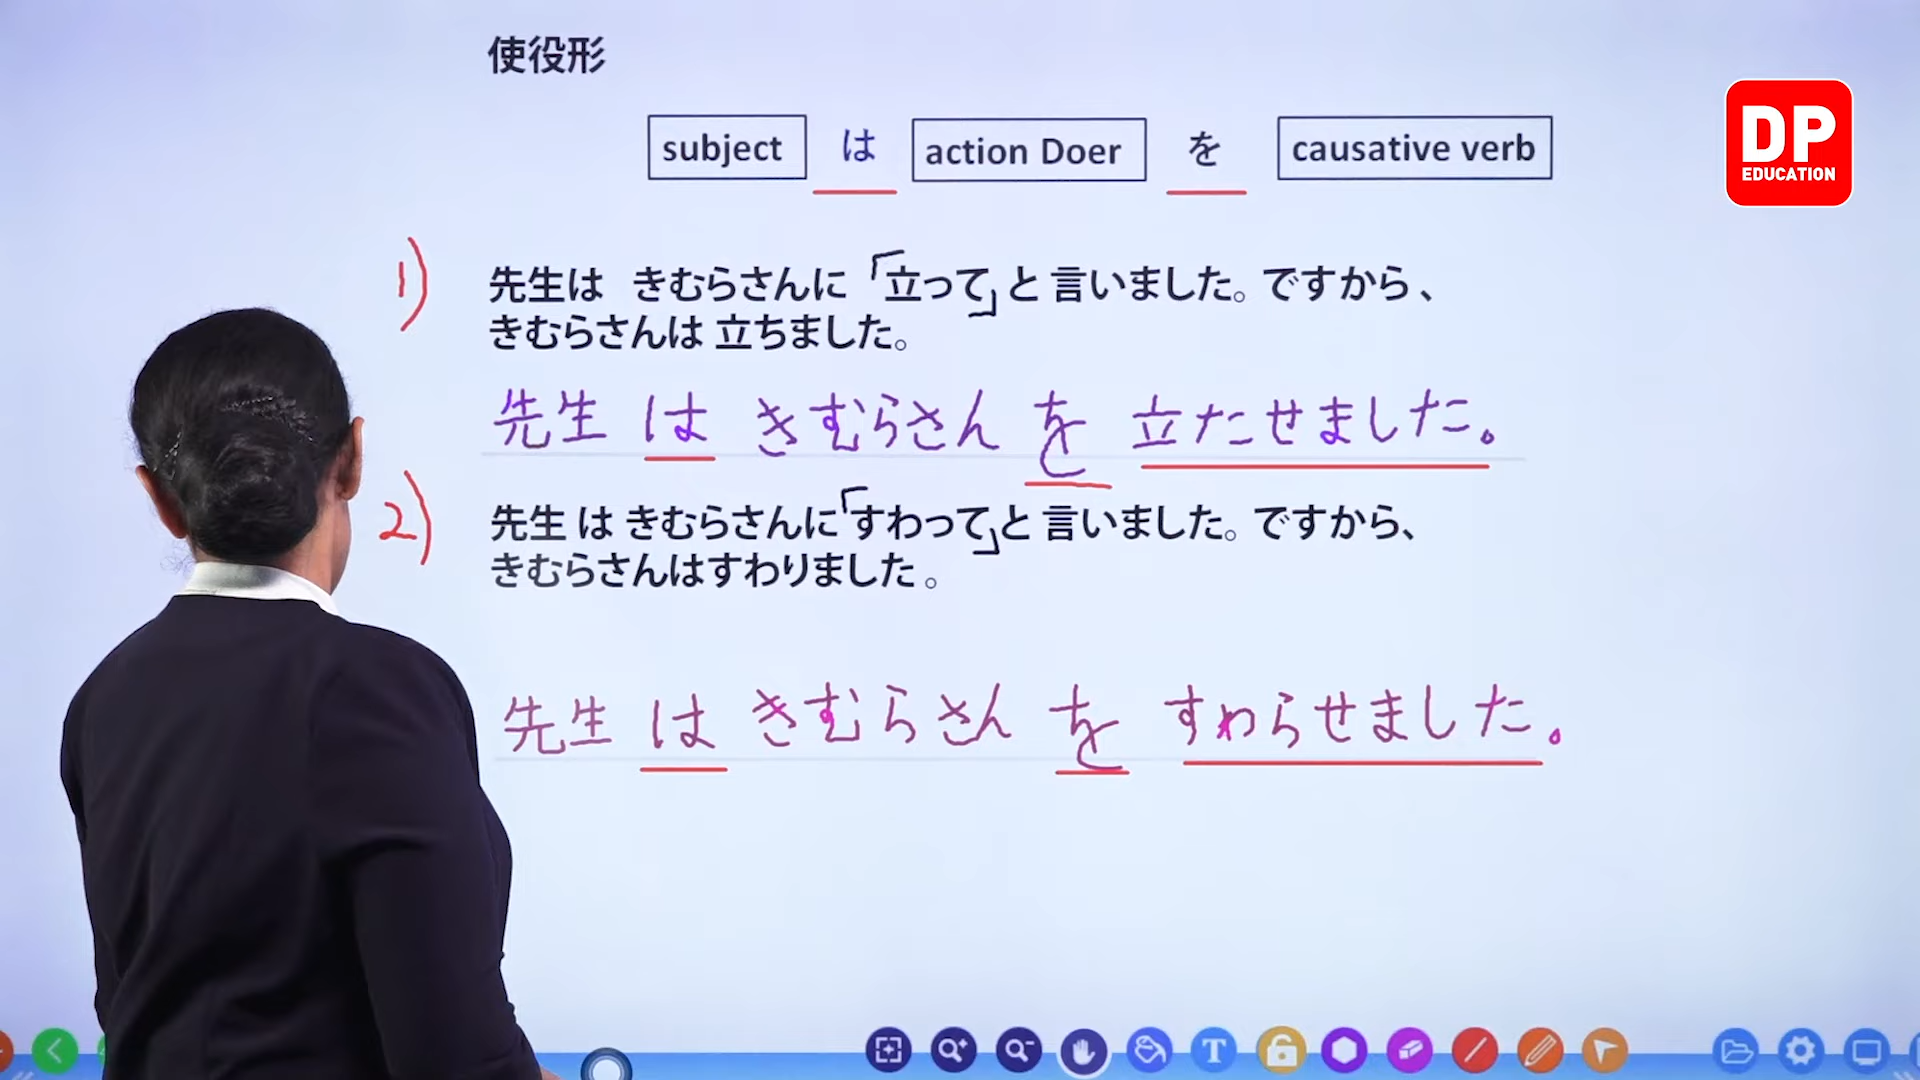 使役形
subject は action Doer を causative verb
DP
EDUCATION
1) 先生は きむらさんに 「立って」と 言いました。ですから、
きむらさんは 立ちました。
先生 は きむらさん を 立たせました。
2) 先生 は きむらさんに「すわって」と 言いました。ですから、
きむらさんはすわりました。
先生 は きむらさん を すわらせました。
T